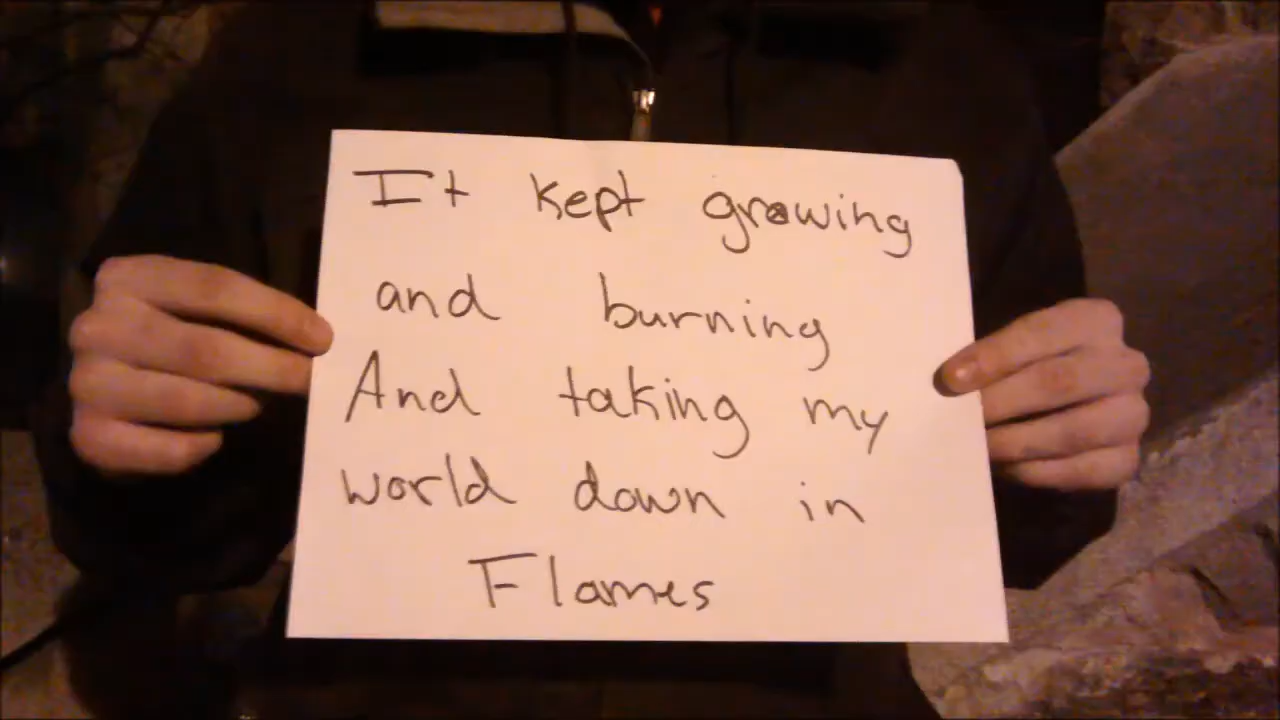 It kept growing
and burning
And taking my
world down in
Flames